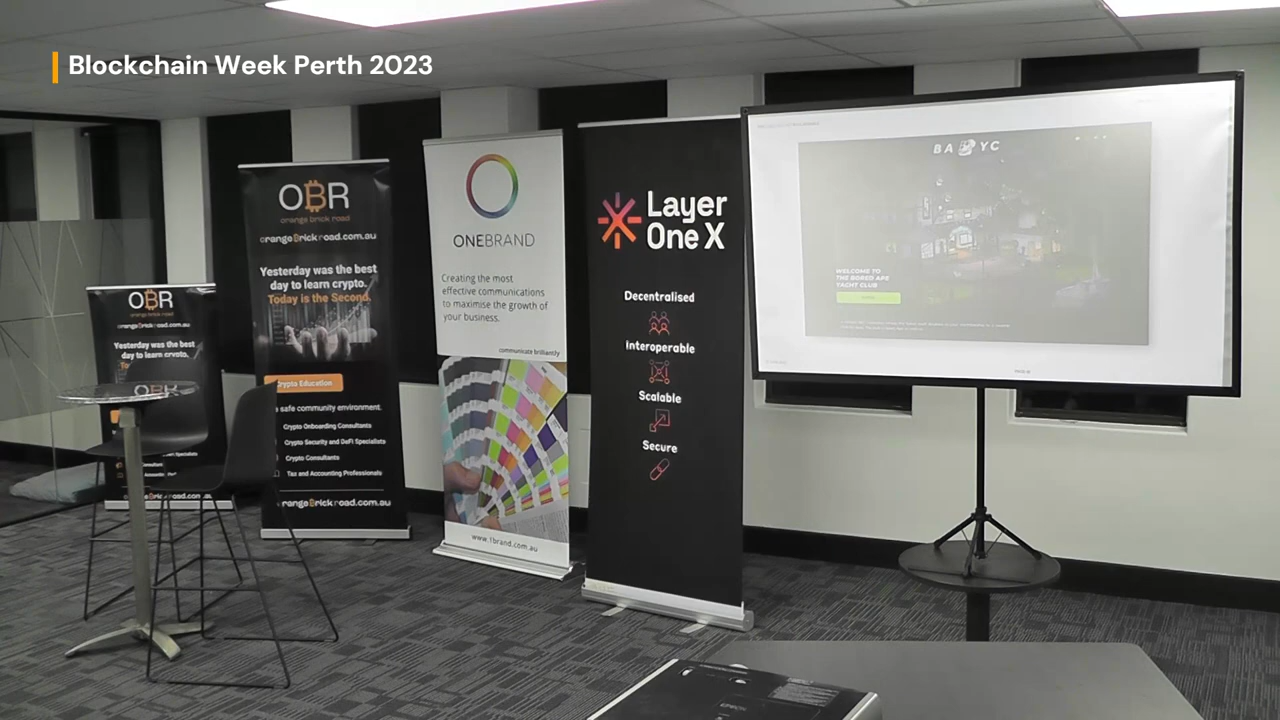 Blockchain Week Perth 2023
OBR
orange brick road
orangeBrickroad.com.au
Yesterday was the best
day to learn crypto.
OBR
OBR
orange brick road
orangeBrickroad.com.au
Yesterday was the best
day to learn crypto.
Today is the Second.
Crypto Education
safe community environment.
Crypto Onboarding Consultants
Crypto Security and DeFi Specialists
Crypto Consultants
Tax and Accounting Professionals
rangeBrickroad.com.au
ONEBRAND
Creating the most
effective communications
to maximise the growth of
your business.
communicate brilliantly
www.1brand.com.au
Layer
One X
Decentralised
Interoperable
Scalable
Secure
BAYC
WELCOME TO
THE BORED APE
YACHT CLUB
EPSON